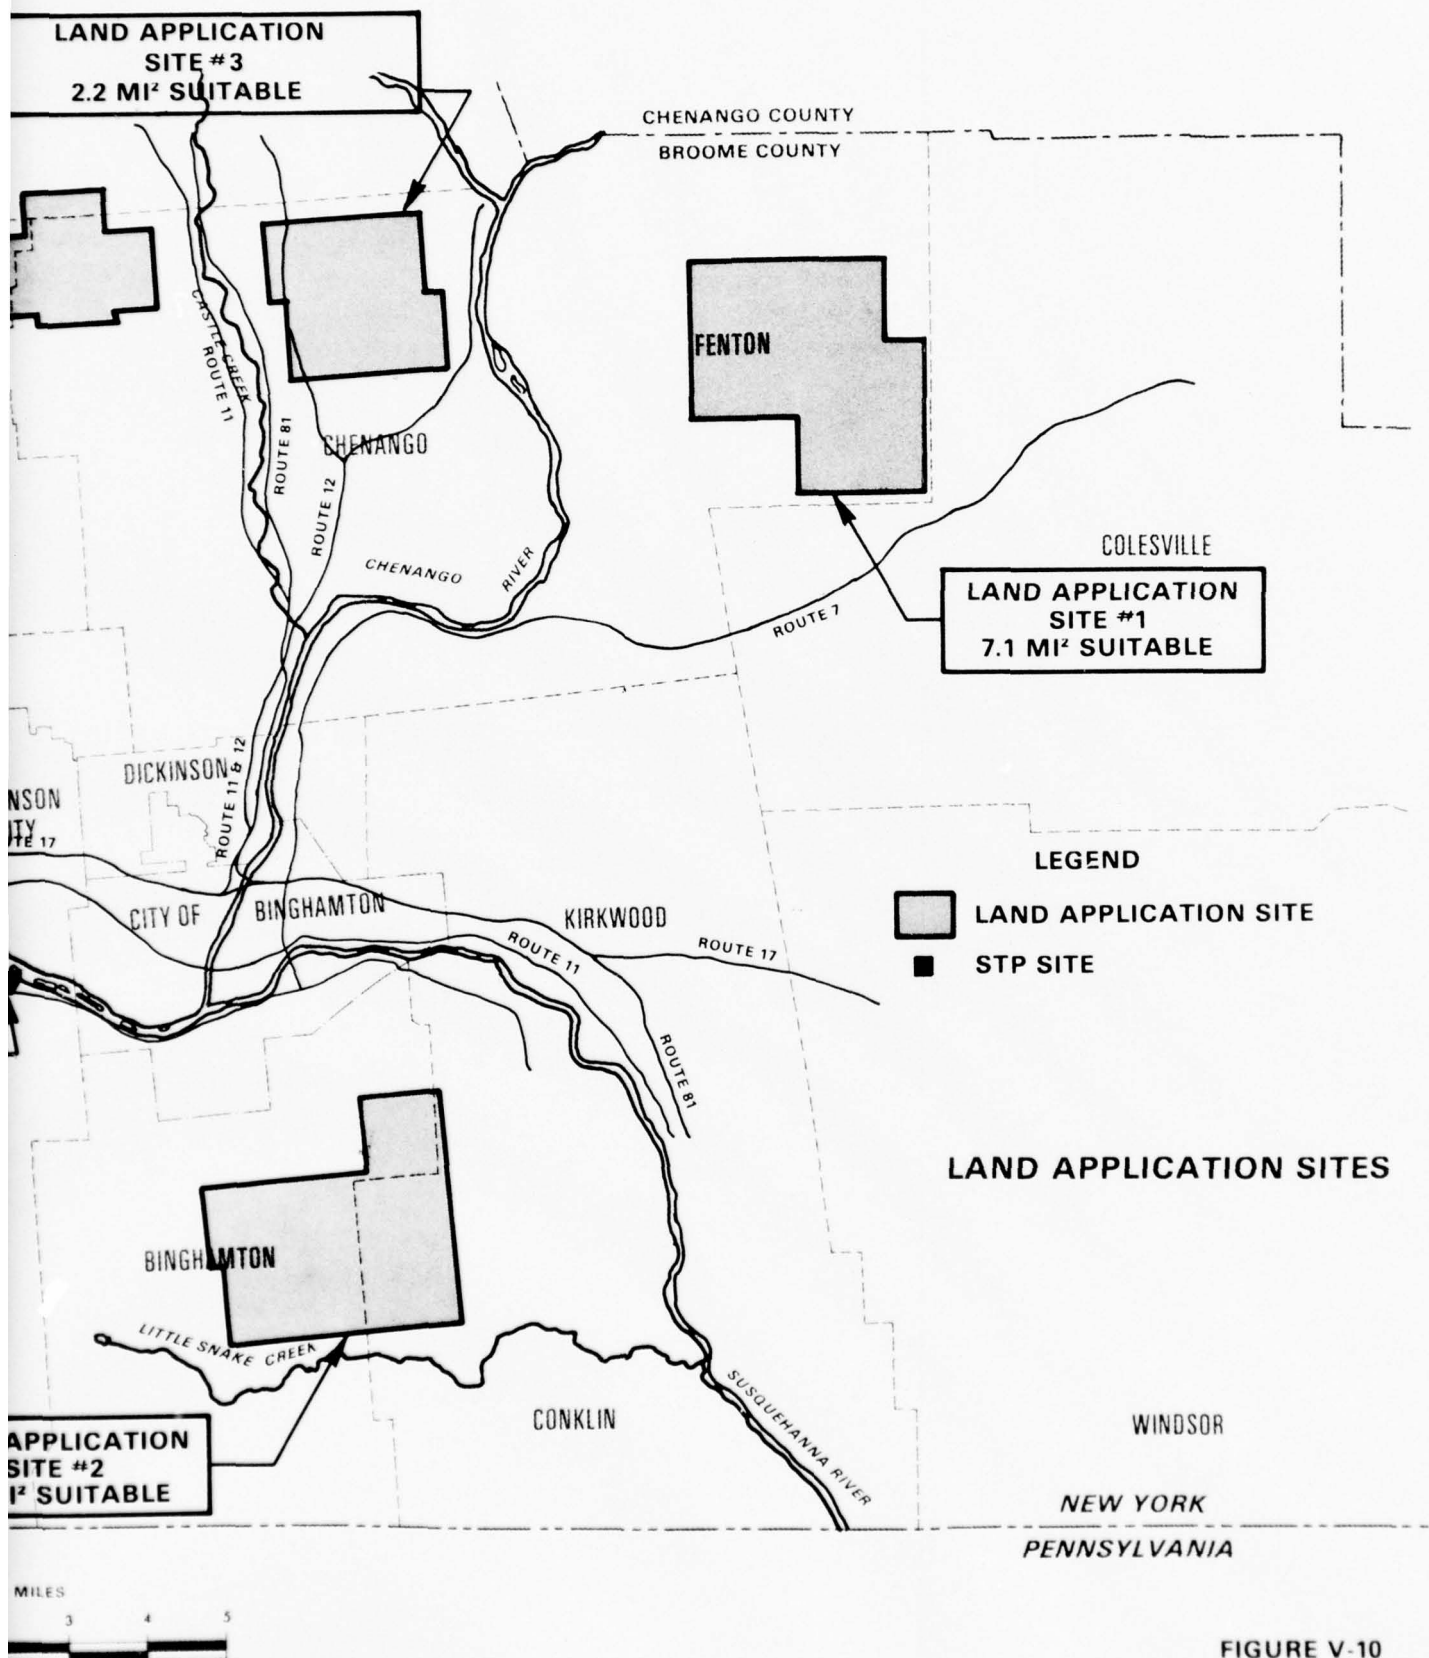 LAND APPLICATION
SITE #3
2.2 MI² SUITABLE
CHENANGO COUNTY
BROOME COUNTY
FENTON
CASTLE CREEK
ROUTE 11
ROUTE 81
CHENANGO
ROUTE 12
CHENANGO RIVER
COLESVILLE
LAND APPLICATION
SITE #1
7.1 MI² SUITABLE
ROUTE 7
DICKINSON
ROUTE 11 & 12
NSON
ITY
TE 17
CITY OF BINGHAMTON
KIRKWOOD
ROUTE 11
ROUTE 17
ROUTE 81
LEGEND
LAND APPLICATION SITE
STP SITE
LAND APPLICATION SITES
BINGHAMTON
LITTLE SNAKE CREEK
APPLICATION
SITE #2
I² SUITABLE
CONKLIN
SUSQUEHANNA RIVER
WINDSOR
NEW YORK
PENNSYLVANIA
MILES
3 4 5
FIGURE V-10